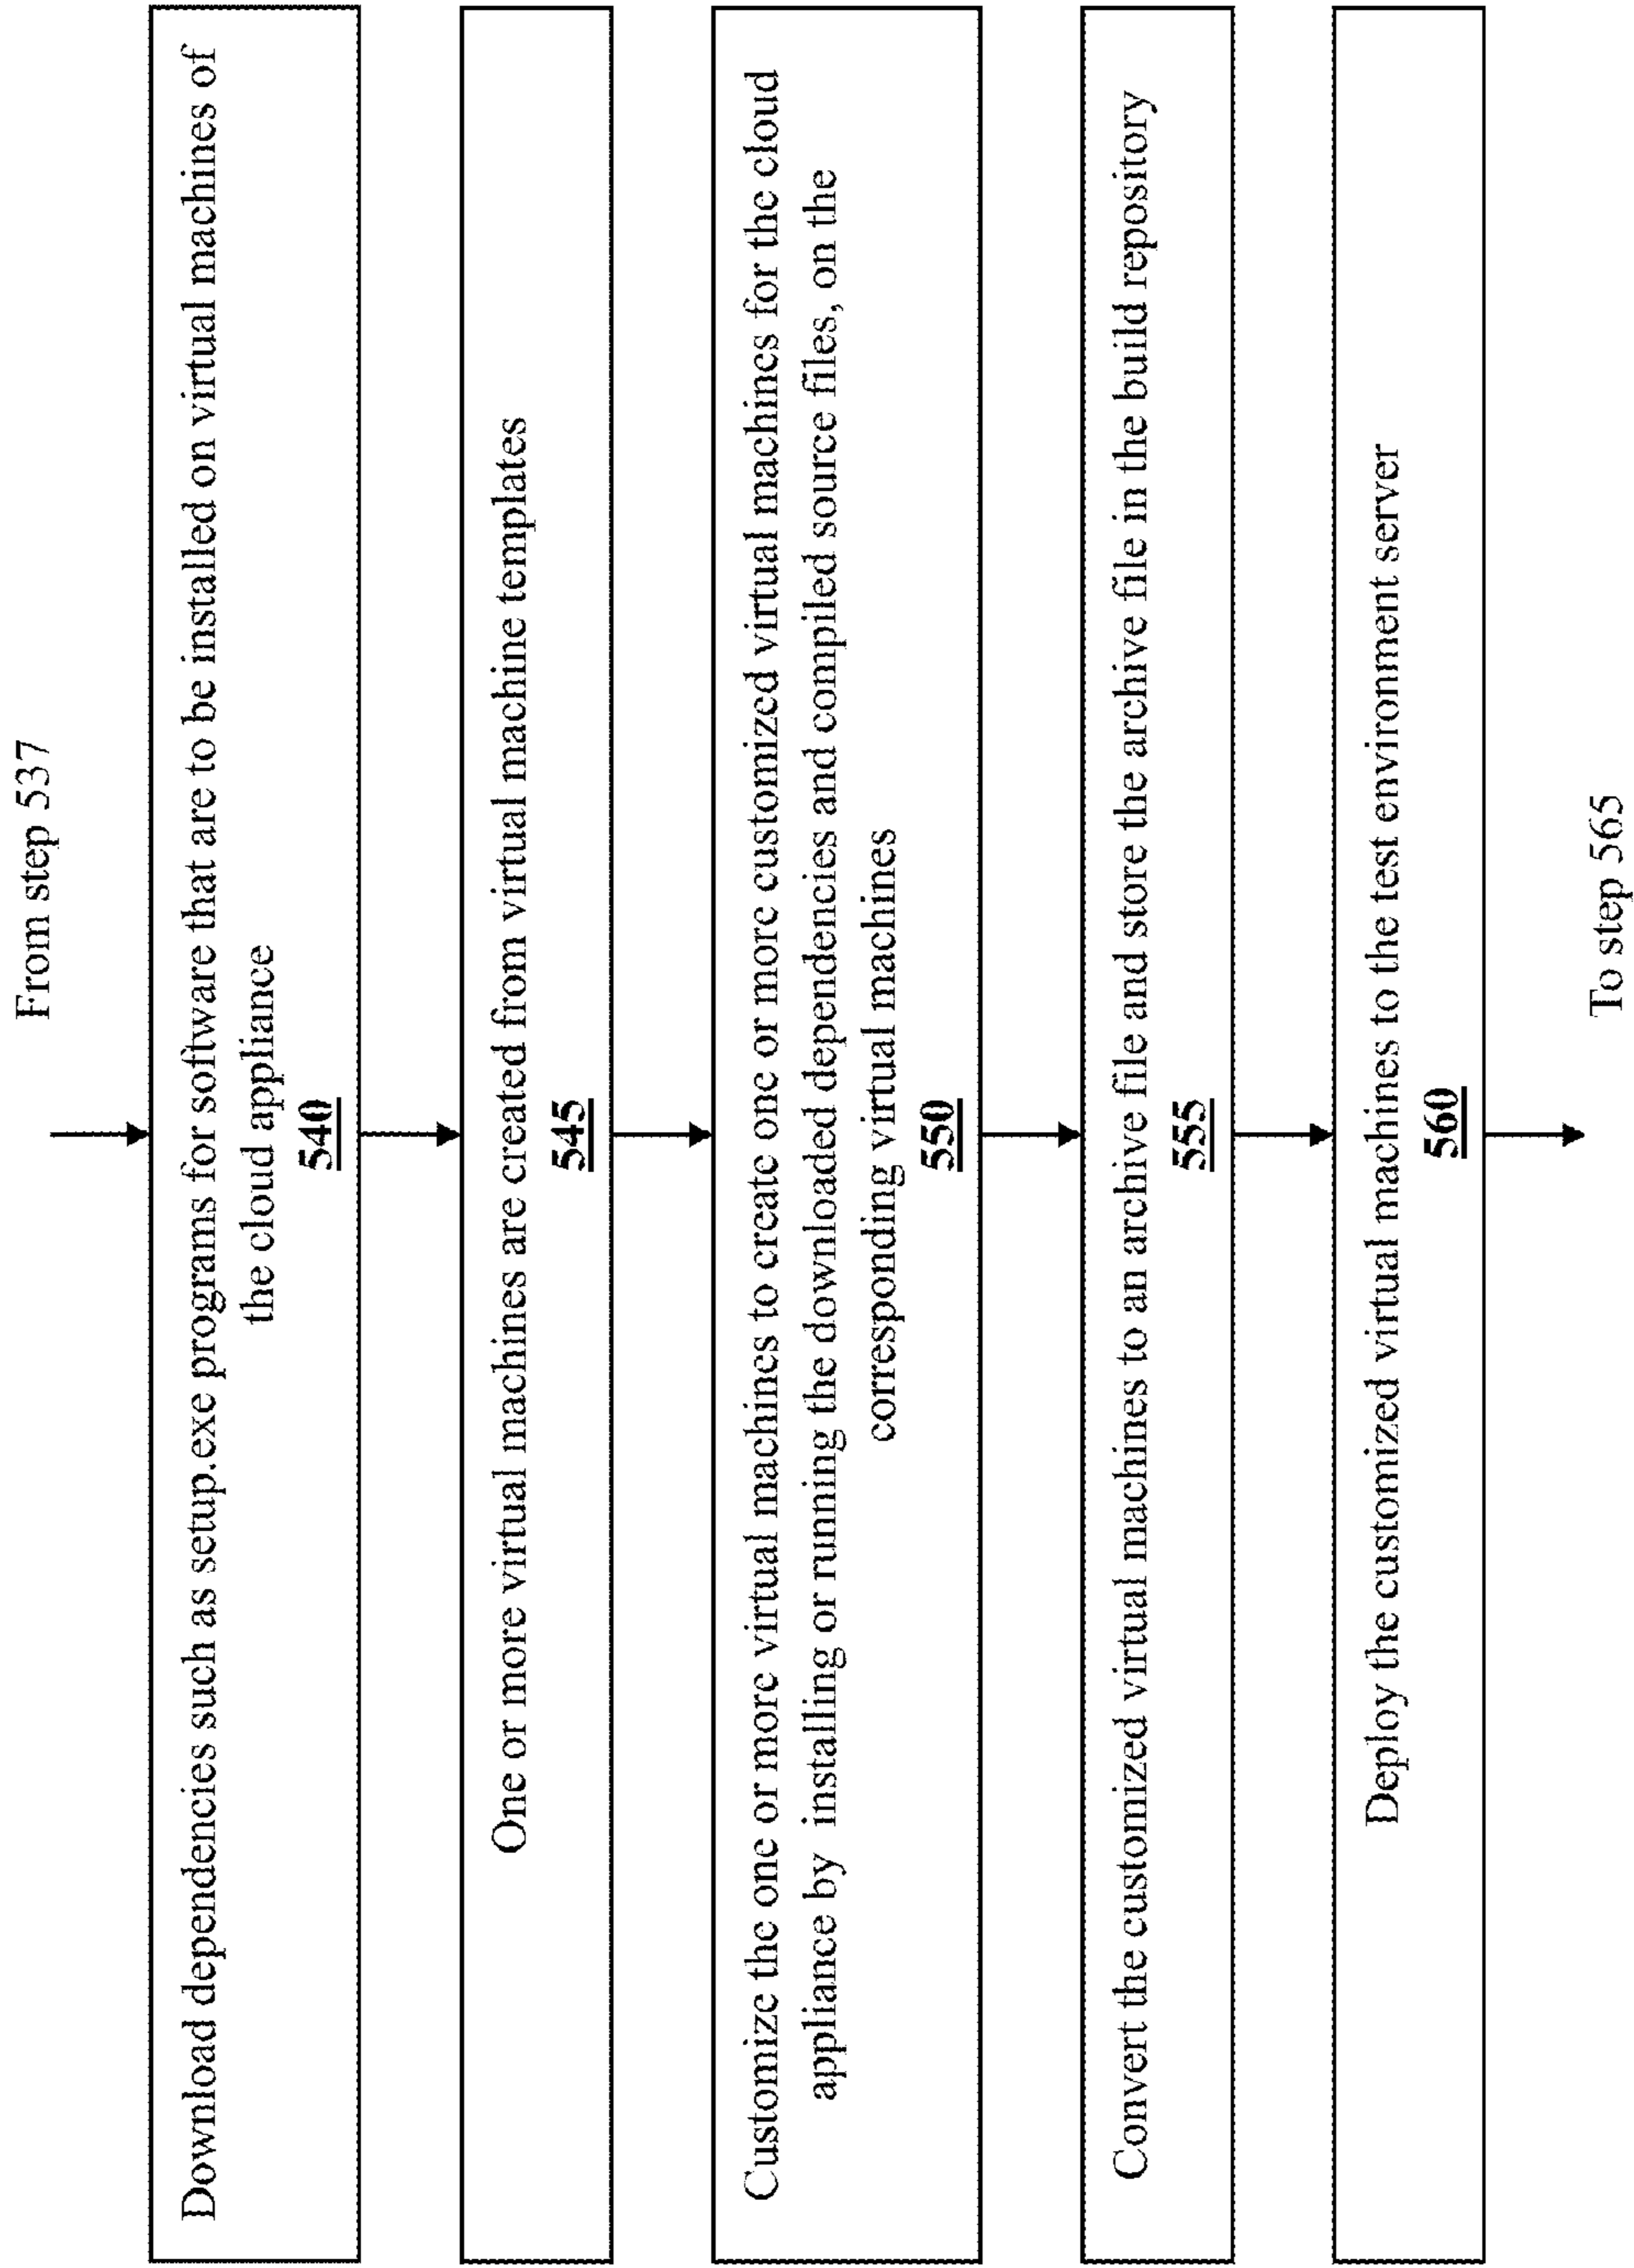 From step 537
Download dependencies such as setup.exe programs for software that are to be installed on virtual machines of
the cloud appliance
540
One or more virtual machines are created from virtual machine templates
545
Customize the one or more virtual machines to create one or more customized virtual machines for the cloud
appliance by installing or running the downloaded dependencies and compiled source files, on the
corresponding virtual machines
550
Convert the customized virtual machines to an archive file and store the archive file in the build repository
555
Deploy the customized virtual machines to the test environment server
560
To step 565